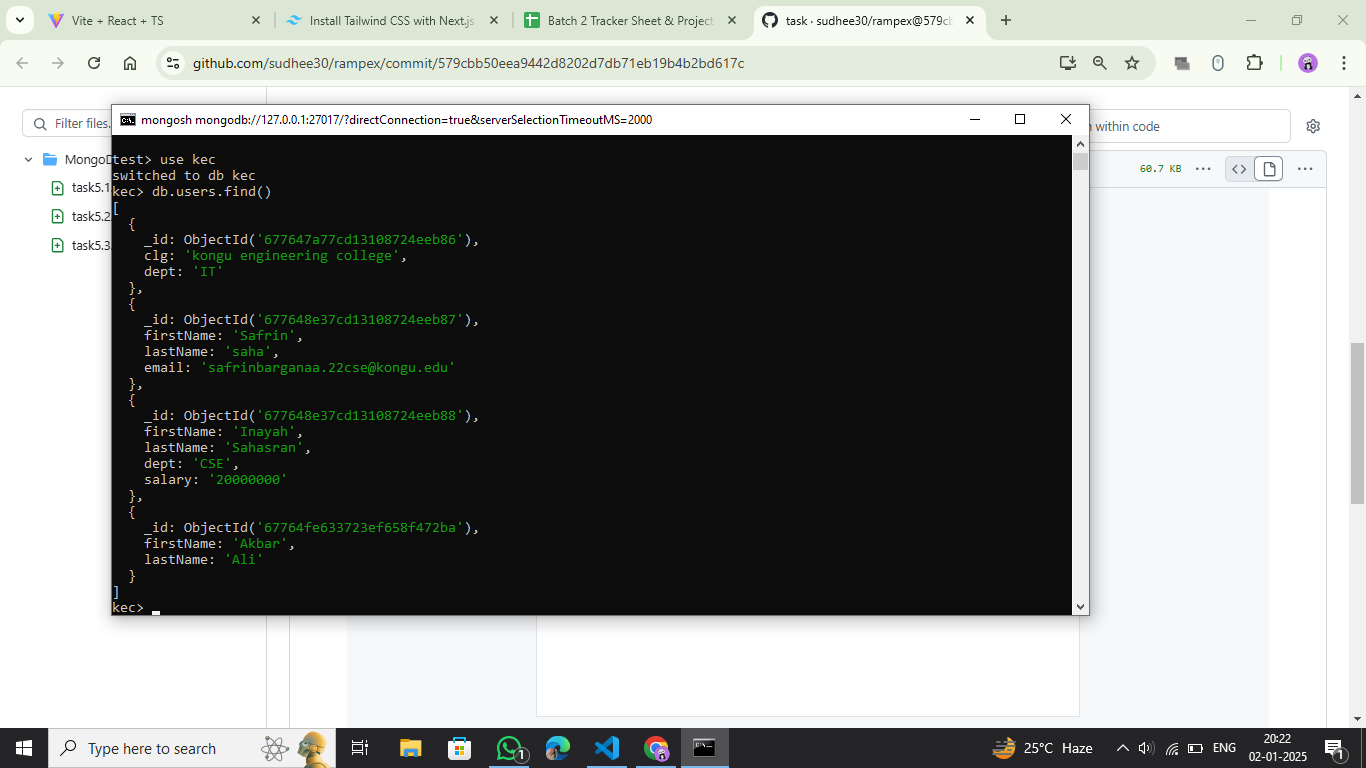 Vite + React + TS
Install Tailwind CSS with Next.js
Batch 2 Tracker Sheet & Project
task · sudhee30/rampex@579cb
github.com/sudhee30/rampex/commit/579cbb50eea9442d8202d7db71eb19b4b2bd617c
Filter files.
within code
mongosh mongodb://127.0.0.1:27017/?directConnection=true&serverSelectionTimeoutMS=2000
MongoD
60.7 KB
task5.1
task5.2
task5.3
test> use kec
switched to db kec
kec> db.users.find()
[
  {
    _id: ObjectId('677647a77cd13108724eeb86'),
    clg: 'kongu engineering college',
    dept: 'IT'
  },
  {
    _id: ObjectId('677648e37cd13108724eeb87'),
    firstName: 'Safrin',
    lastName: 'saha',
    email: 'safrinbarganaa.22cse@kongu.edu'
  },
  {
    _id: ObjectId('677648e37cd13108724eeb88'),
    firstName: 'Inayah',
    lastName: 'Sahasran',
    dept: 'CSE',
    salary: '20000000'
  },
  {
    _id: ObjectId('67764fe633723ef658f472ba'),
    firstName: 'Akbar',
    lastName: 'Ali'
  }
]
kec>
Type here to search
1
25°C Haze
ENG
20:22
02-01-2025
1